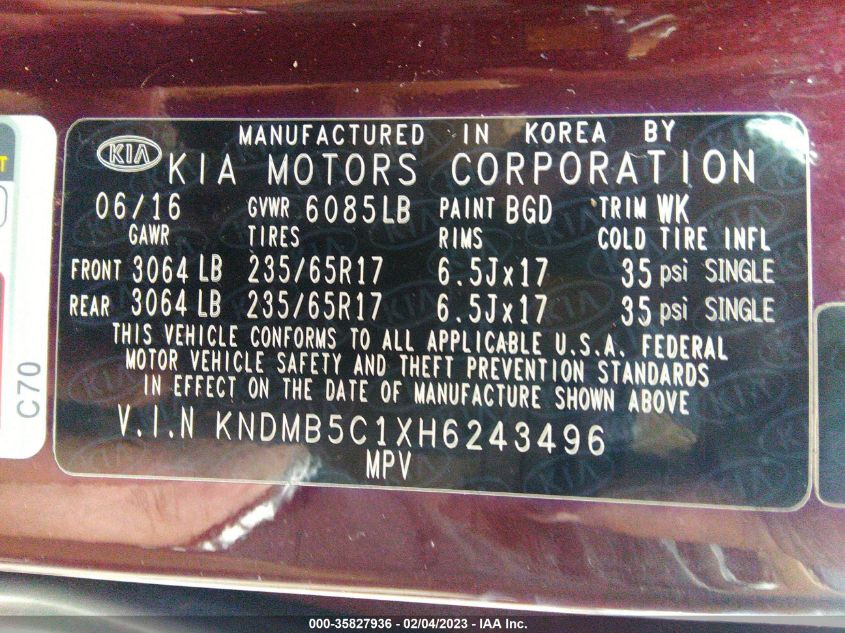 MANUFACTURED IN KOREA BY
KIA KIA MOTORS CORPORATION
06/16 GVWR 6085LB PAINT BGD TRIM WK
GAWR TIRES RIMS COLD TIRE INFL
FRONT 3064 LB 235/65R17 6.5Jx17 35 psi SINGLE
REAR 3064 LB 235/65R17 6.5Jx17 35 psi SINGLE
THIS VEHICLE CONFORMS TO ALL APPLICABLE U.S.A. FEDERAL
MOTOR VEHICLE SAFETY AND THEFT PREVENTION STANDARDS
IN EFFECT ON THE DATE OF MANUFACTURE SHOWN ABOVE
V.I.N KNDMB5C1XH6243496
MPV
C70
000-35827936 - 02/04/2023 - IAA Inc.